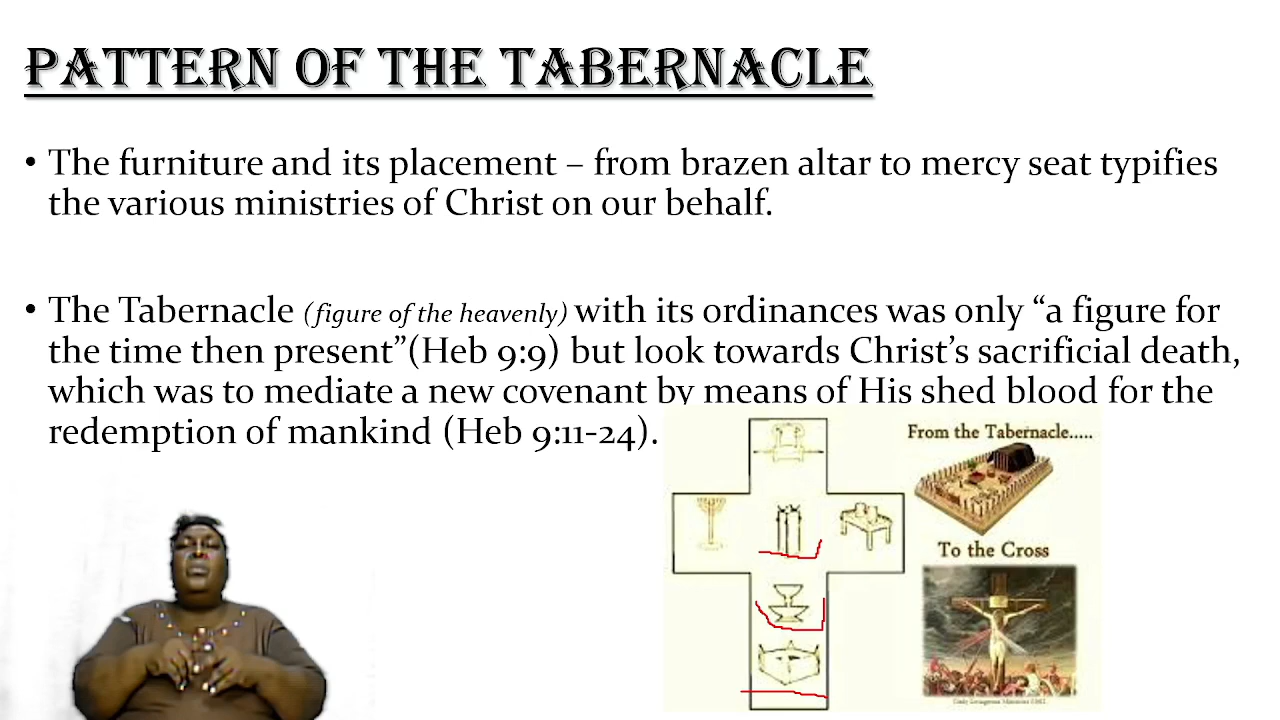 PATTERN OF THE TABERNACLE
• The furniture and its placement – from brazen altar to mercy seat typifies
the various ministries of Christ on our behalf.
• The Tabernacle (figure of the heavenly) with its ordinances was only “a figure for
the time then present”(Heb 9:9) but look towards Christ’s sacrificial death,
which was to mediate a new covenant by means of His shed blood for the
redemption of mankind (Heb 9:11-24).
From the Tabernacle.....
To the Cross